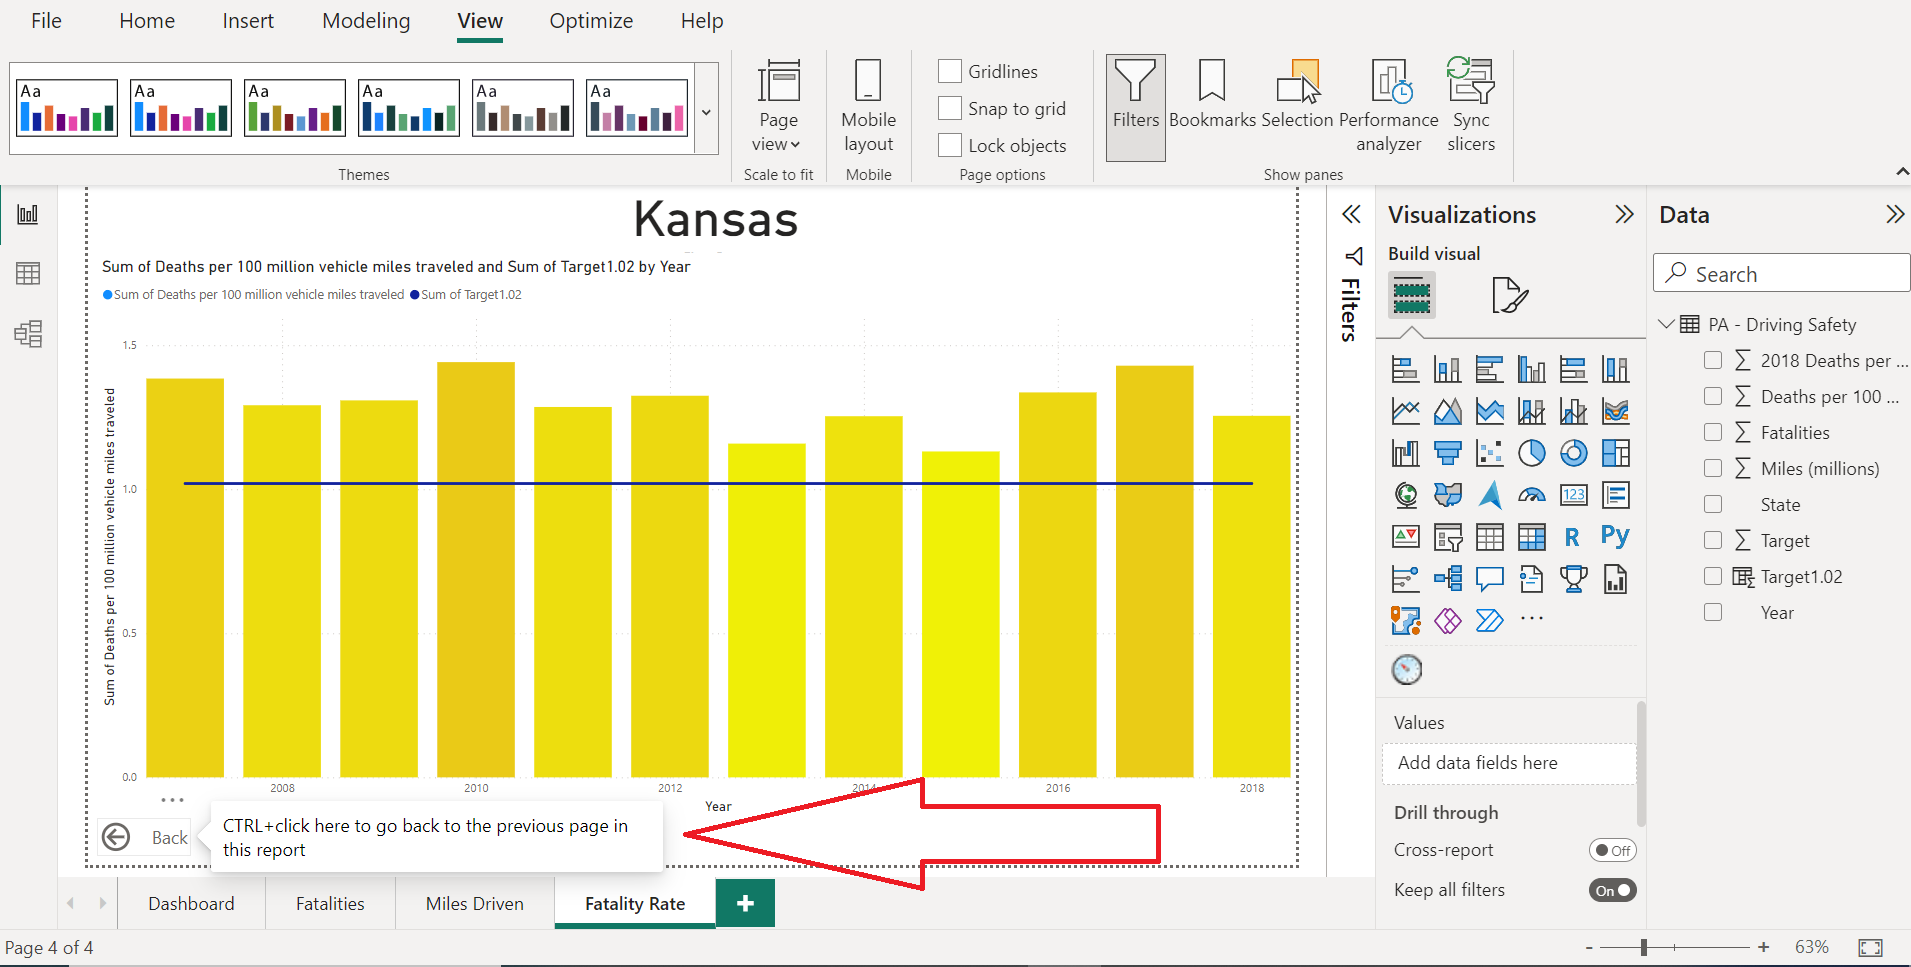 File Home Insert Modeling View Optimize Help
Aa Aa Aa Aa Aa Aa
Page view
Mobile layout
Gridlines
Snap to grid
Lock objects
Filters
Bookmarks
Selection
Performance analyzer
Sync slicers
Themes
Scale to fit
Mobile
Page options
Show panes
Kansas
Sum of Deaths per 100 million vehicle miles traveled and Sum of Target1.02 by Year
Sum of Deaths per 100 million vehicle miles traveled Sum of Target1.02
Sum of Deaths per 100 million vehicle miles traveled
1.5
1.0
0.5
0.0
2008 2010 2012 2014 2016 2018
Year
Back
CTRL+click here to go back to the previous page in
this report
Filters
Visualizations
Build visual
123
R
Py
...
Values
Add data fields here
Drill through
Cross-report
Off
Keep all filters
On
Data
Search
PA - Driving Safety
2018 Deaths per ...
Deaths per 100 ...
Fatalities
Miles (millions)
State
Target
Target1.02
Year
Dashboard Fatalities Miles Driven Fatality Rate +
Page 4 of 4
- + 63%